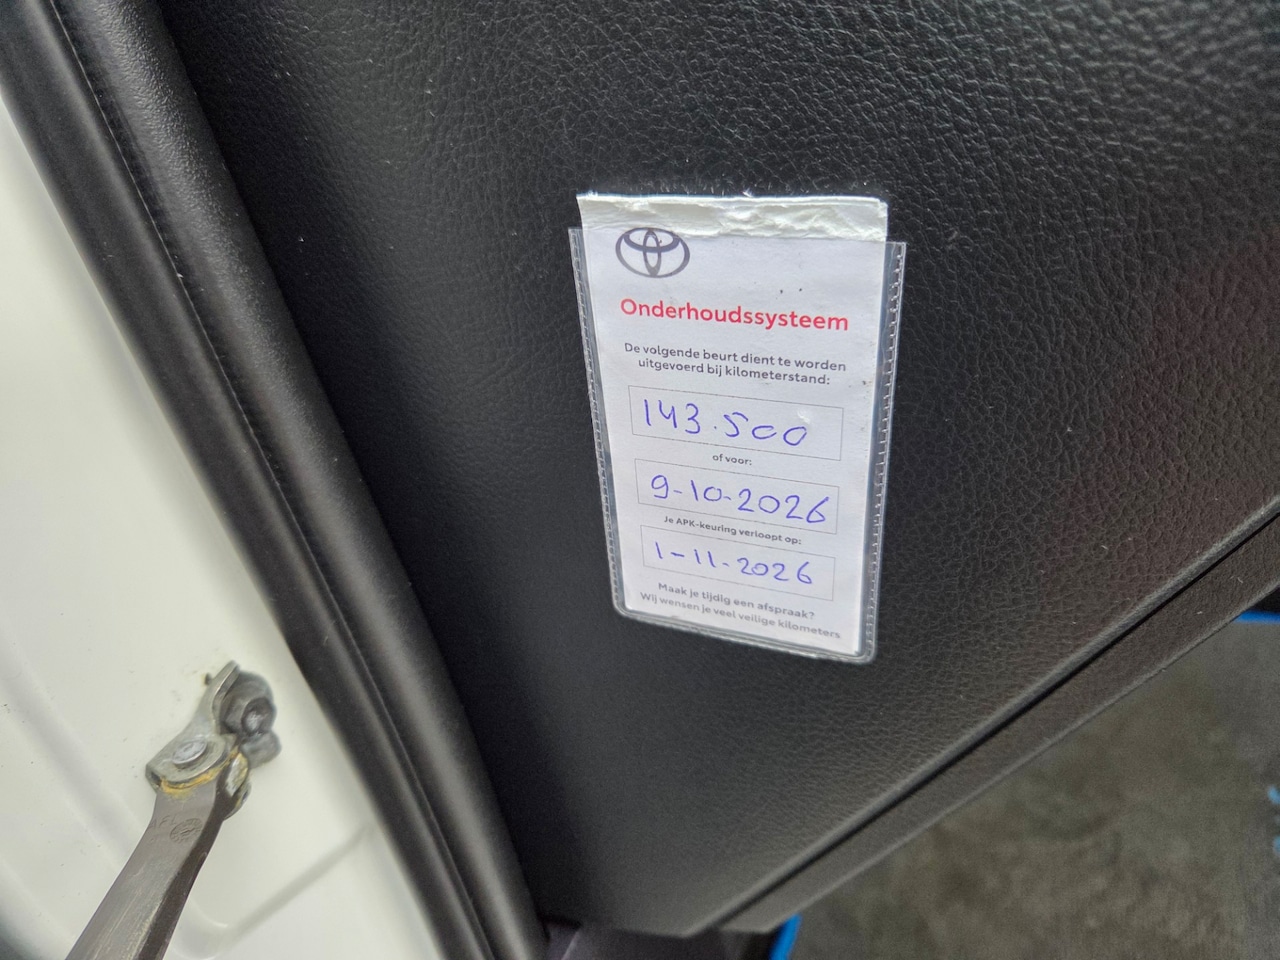 Onderhoudssysteem
De volgende beurt dient te worden
uitgevoerd bij kilometerstand:
143.500
of voor:
9-10-2026
Je APK-keuring verloopt op:
1-11-2026
Maak je tijdig een afspraak?
Wij wensen je veel veilige kilometers